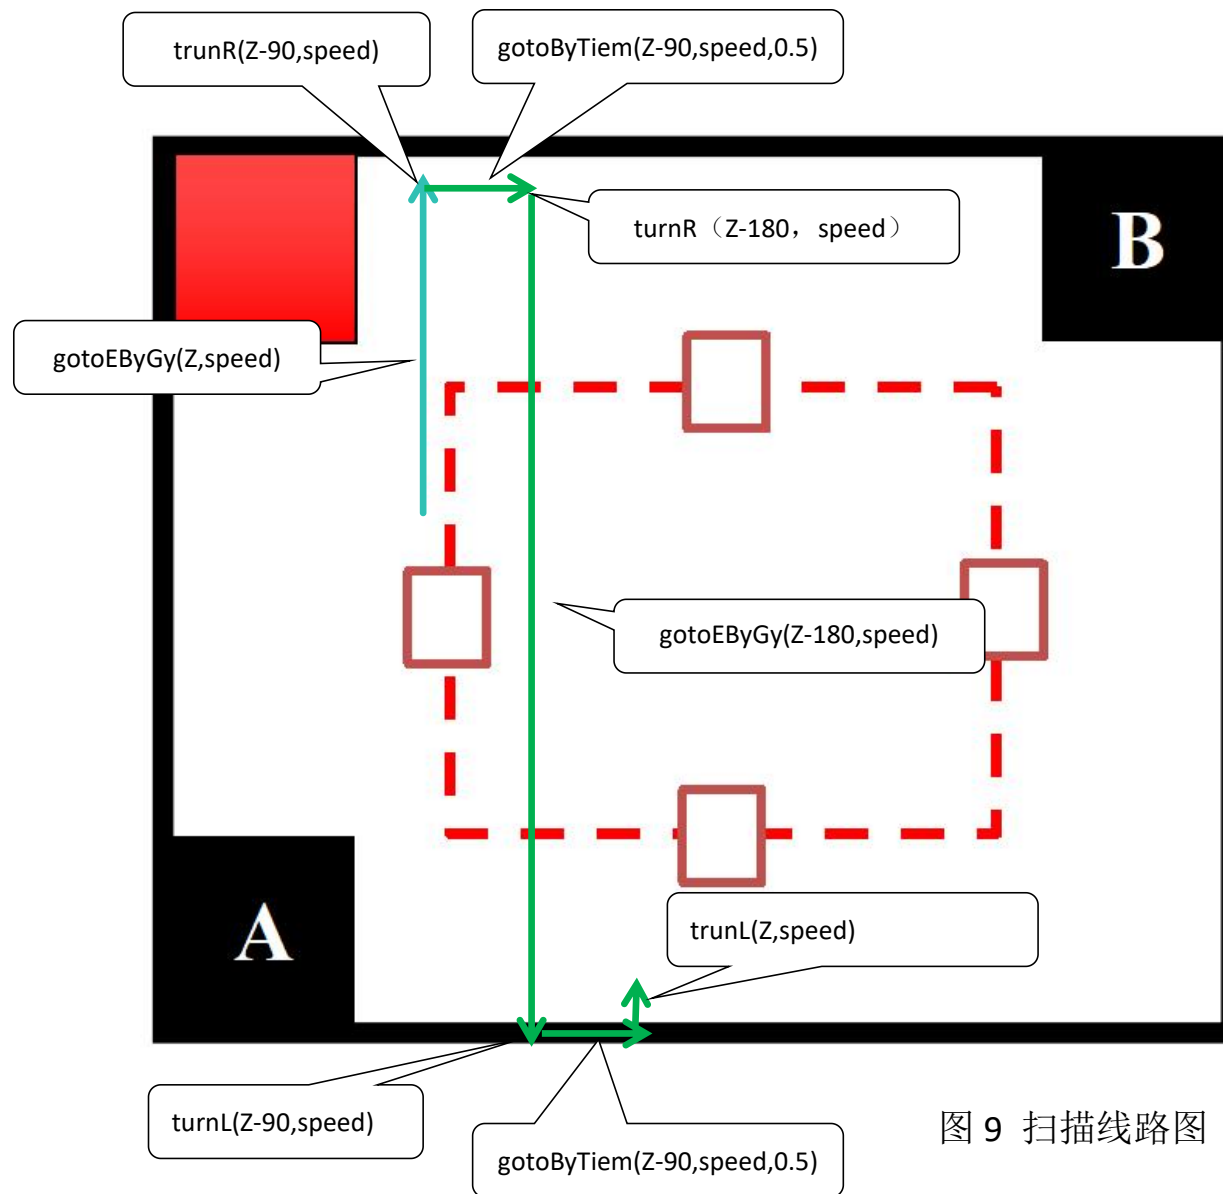 trunR(Z-90,speed)
gotoByTiem(Z-90,speed,0.5)
turnR（Z-180，speed）
B
gotoEByGy(Z,speed)
gotoEByGy(Z-180,speed)
A
trunL(Z,speed)
turnL(Z-90,speed)
gotoByTiem(Z-90,speed,0.5)
图 9 扫描线路图